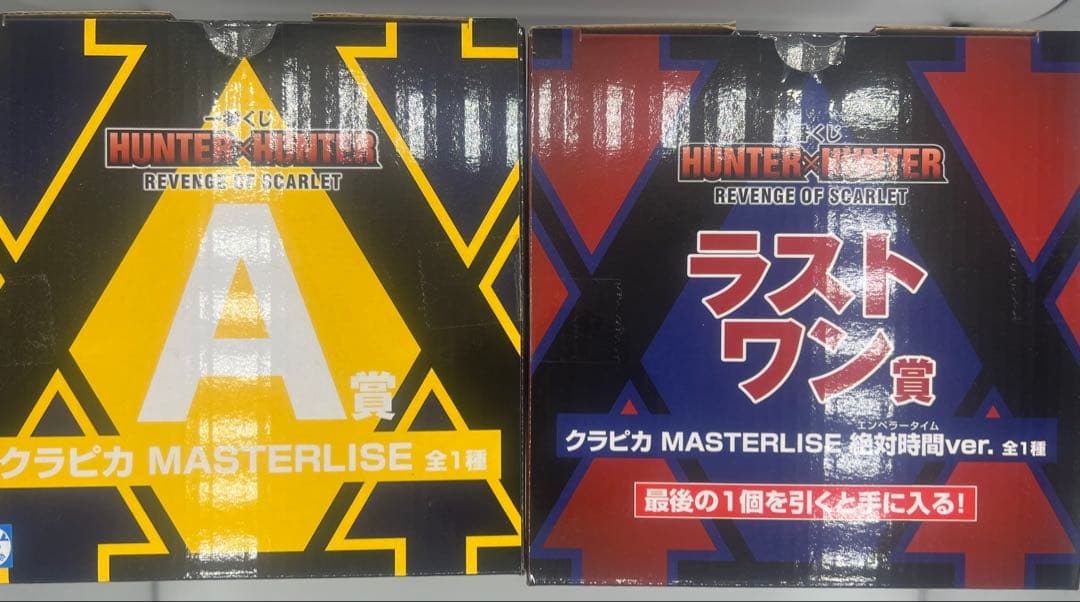 一番くじ
HUNTER×HUNTER
REVENGE OF SCARLET
A賞
クラピカ MASTERLISE 全1種
くじ
HUNTER×HUNTER
REVENGE OF SCARLET
ラスト
ワン賞
エンペラータイム
クラピカ MASTERLISE 絶対時間ver. 全1種
最後の1個を引くと手に入る!